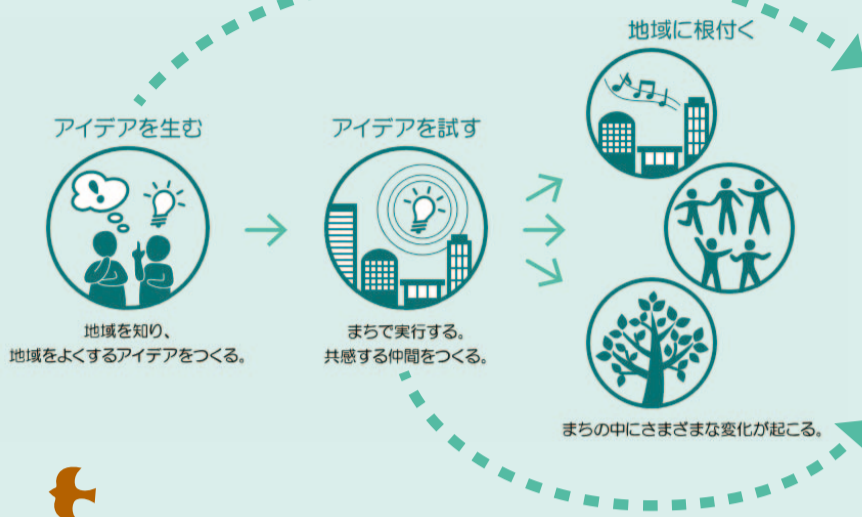 アイデアを生む
地域を知り、
地域をよくするアイデアをつくる。
アイデアを試す
まちで実行する。
共感する仲間をつくる。
地域に根付く
まちの中にさまざまな変化が起こる。